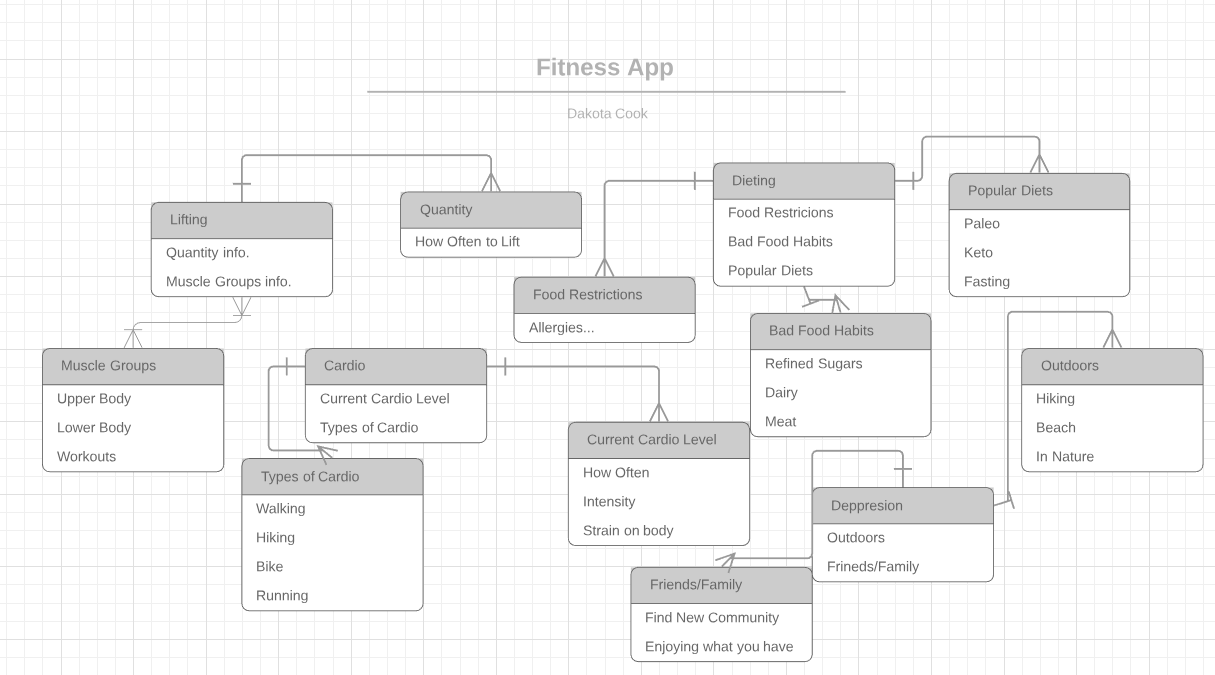 Fitness App
Dakota Cook
Lifting
Quantity info.
Muscle Groups info.
Quantity
How Often to Lift
Dieting
Food Restricions
Bad Food Habits
Popular Diets
Popular Diets
Paleo
Keto
Fasting
Food Restrictions
Allergies...
Bad Food Habits
Refined Sugars
Dairy
Meat
Muscle Groups
Upper Body
Lower Body
Workouts
Cardio
Current Cardio Level
Types of Cardio
Outdoors
Hiking
Beach
In Nature
Current Cardio Level
How Often
Intensity
Strain on body
Types of Cardio
Walking
Hiking
Bike
Running
Deppresion
Outdoors
Frineds/Family
Friends/Family
Find New Community
Enjoying what you have